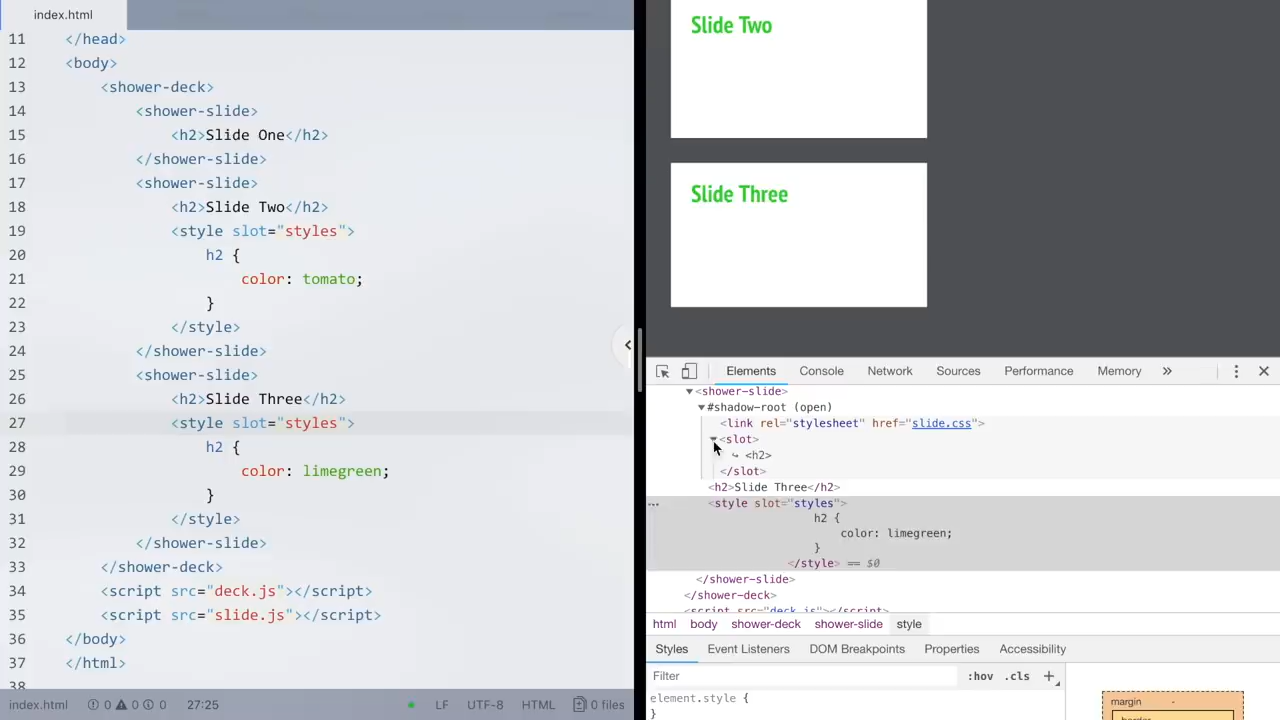 index.html
11 </head>
12 <body>
13 <shower-deck>
14 <shower-slide>
15 <h2>Slide One</h2>
16 </shower-slide>
17 <shower-slide>
18 <h2>Slide Two</h2>
19 <style slot="styles">
20 h2 {
21 color: tomato;
22 }
23 </style>
24 </shower-slide>
25 <shower-slide>
26 <h2>Slide Three</h2>
27 <style slot="styles">
28 h2 {
29 color: limegreen;
30 }
31 </style>
32 </shower-slide>
33 </shower-deck>
34 <script src="deck.js"></script>
35 <script src="slide.js"></script>
36 </body>
37 </html>
38
index.html 0 0 0 27:25 LF UTF-8 HTML 0 files
Slide Two
Slide Three
Elements Console Network Sources Performance Memory »
<shower-slide>
#shadow-root (open)
<link rel="stylesheet" href="slide.css">
<slot>
↪ <h2>
</slot>
<h2>Slide Three</h2>
<style slot="styles">
h2 {
color: limegreen;
}
</style> == $0
</shower-slide>
</shower-deck>
<script src="deck.js"></script>
html body shower-deck shower-slide style
Styles Event Listeners DOM Breakpoints Properties Accessibility
Filter :hov .cls +
element.style {
}
margin -
border